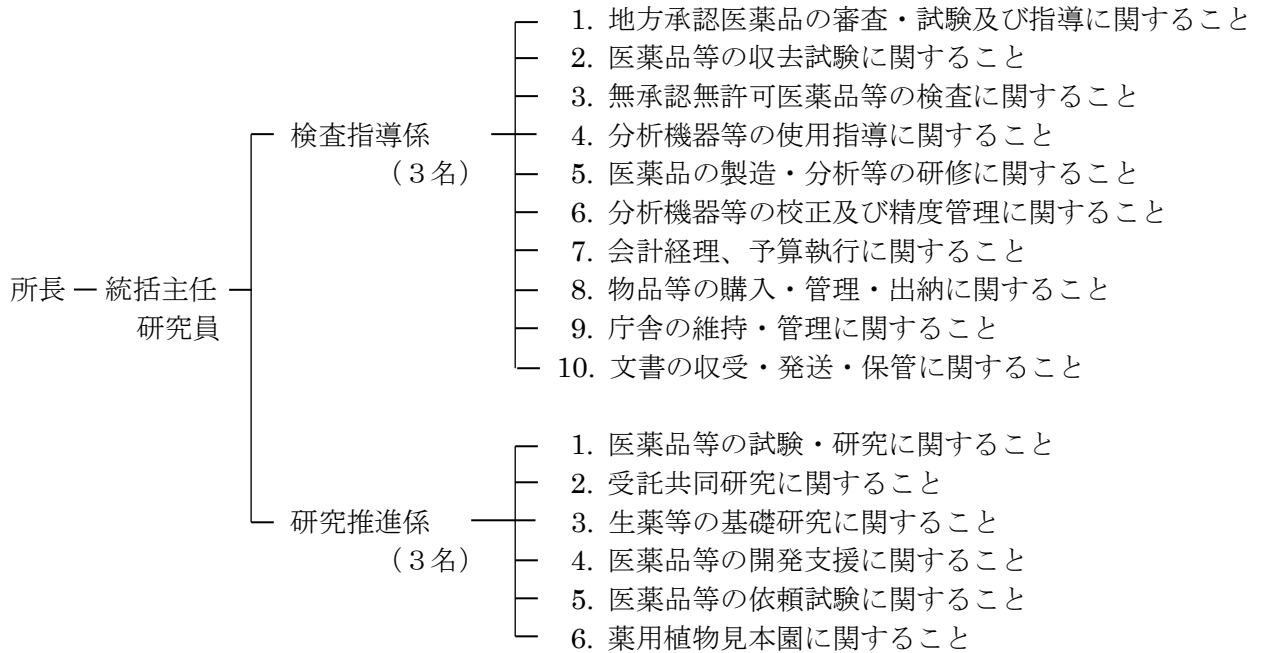 所長 ー 統括主任
研究員
検査指導係
（３名）
1. 地方承認医薬品の審査・試験及び指導に関すること
2. 医薬品等の収去試験に関すること
3. 無承認無許可医薬品等の検査に関すること
4. 分析機器等の使用指導に関すること
5. 医薬品の製造・分析等の研修に関すること
6. 分析機器等の校正及び精度管理に関すること
7. 会計経理、予算執行に関すること
8. 物品等の購入・管理・出納に関すること
9. 庁舎の維持・管理に関すること
10. 文書の収受・発送・保管に関すること
研究推進係
（３名）
1. 医薬品等の試験・研究に関すること
2. 受託共同研究に関すること
3. 生薬等の基礎研究に関すること
4. 医薬品等の開発支援に関すること
5. 医薬品等の依頼試験に関すること
6. 薬用植物見本園に関すること